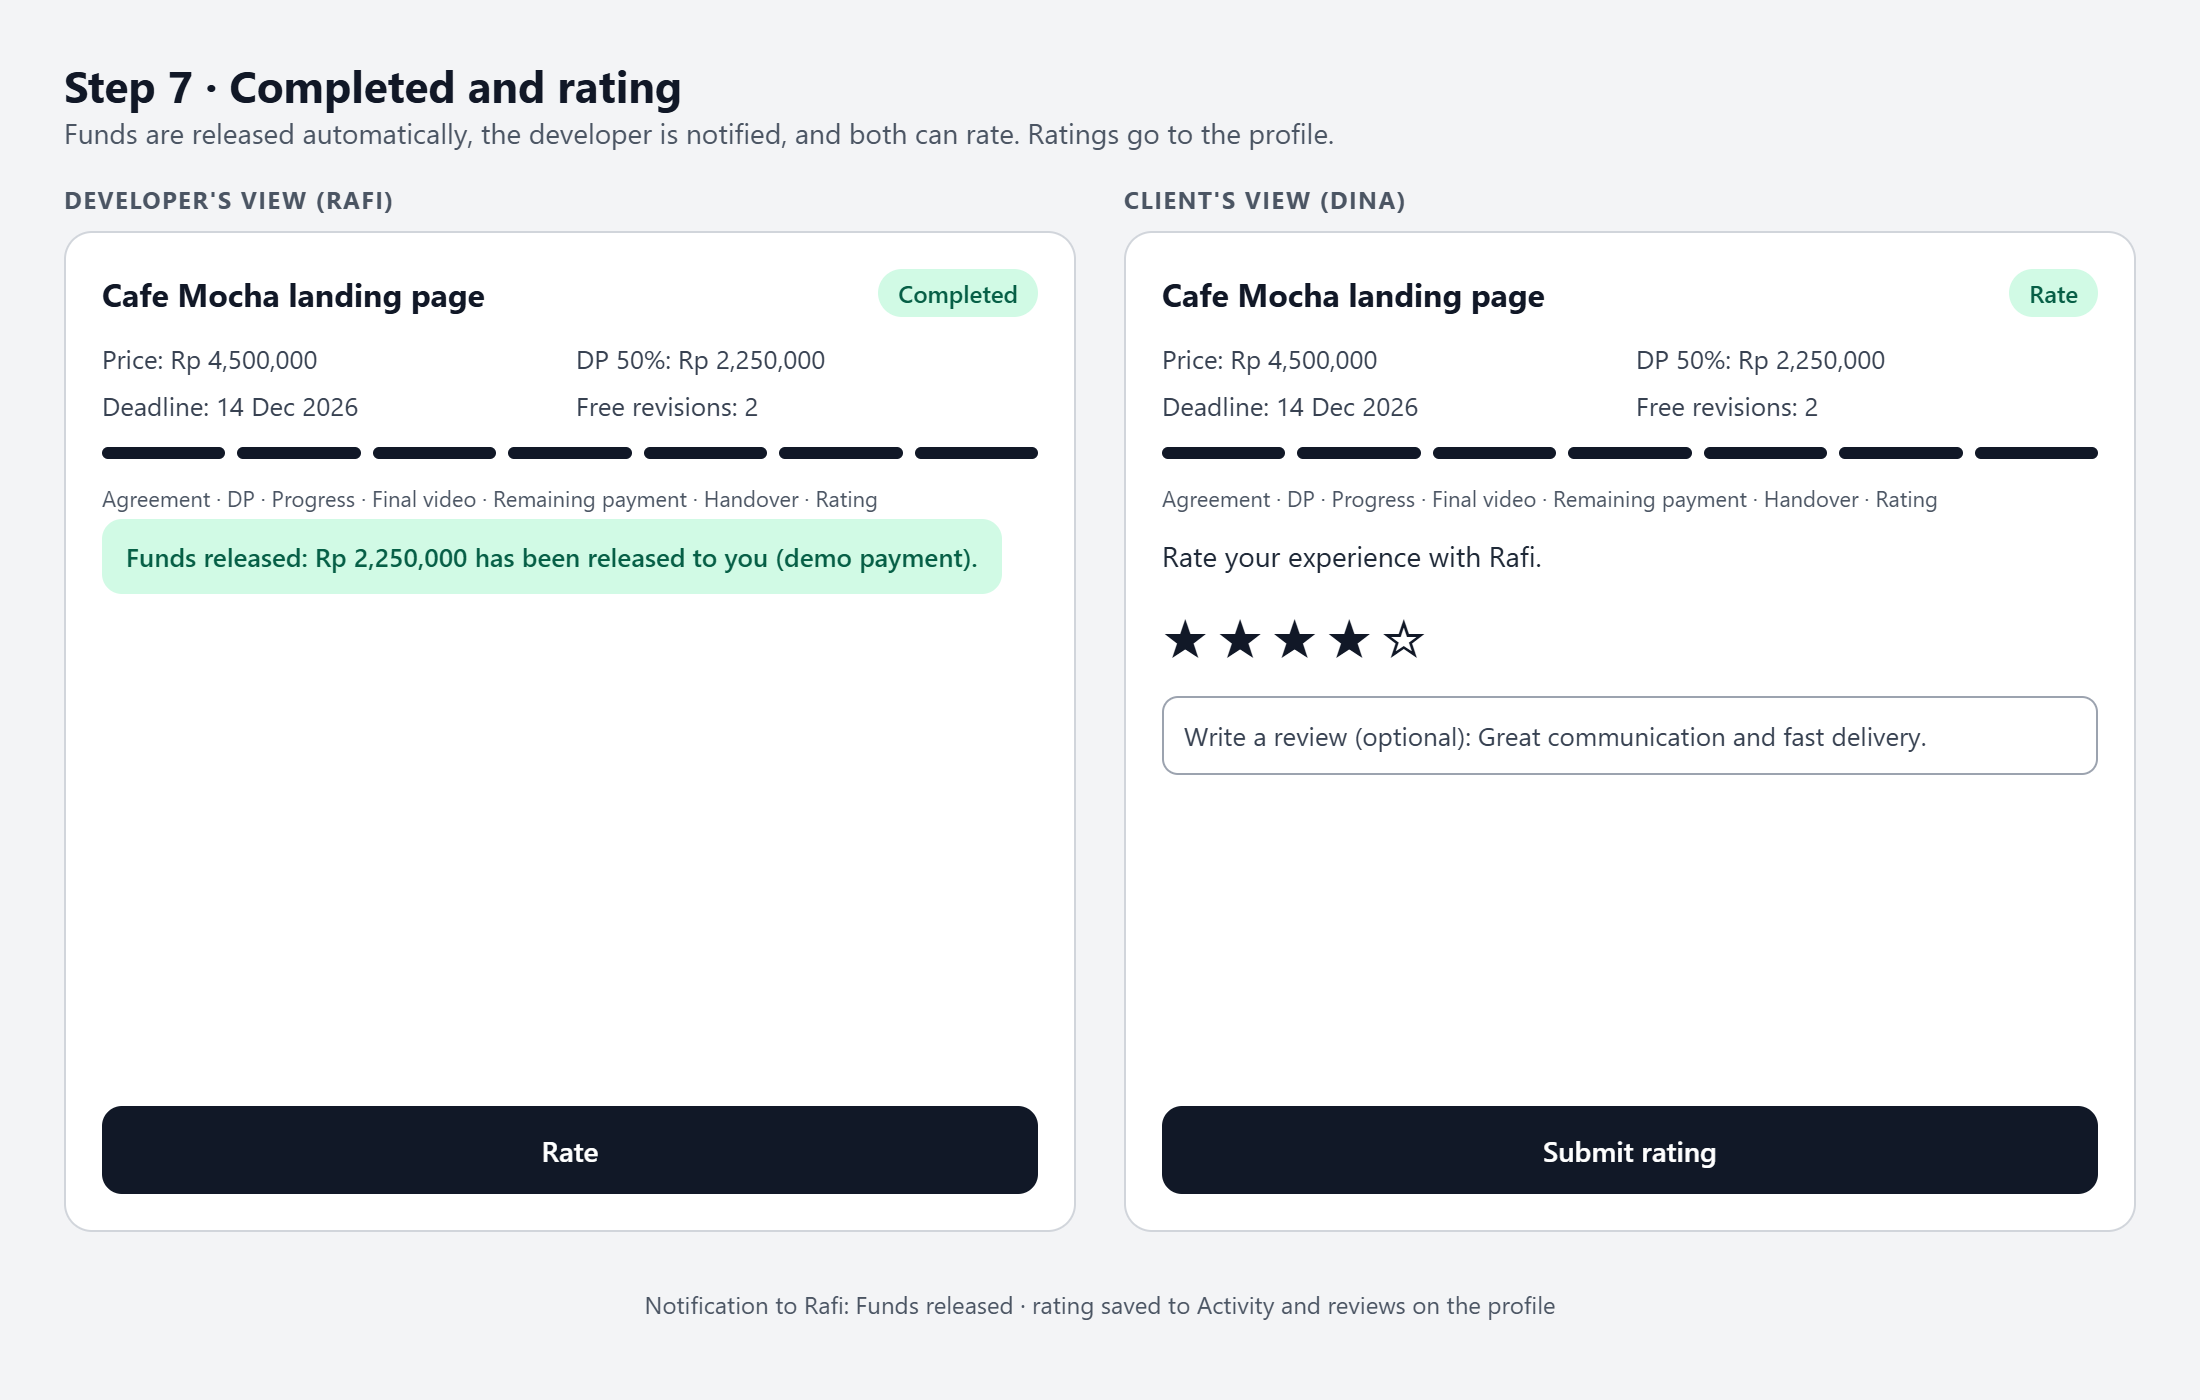 Step 7 · Completed and rating
Funds are released automatically, the developer is notified, and both can rate. Ratings go to the profile.
DEVELOPER'S VIEW (RAFI)
Cafe Mocha landing page
Completed
Price: Rp 4,500,000
DP 50%: Rp 2,250,000
Deadline: 14 Dec 2026
Free revisions: 2
Agreement · DP · Progress · Final video · Remaining payment · Handover · Rating
Funds released: Rp 2,250,000 has been released to you (demo payment).
Rate
CLIENT'S VIEW (DINA)
Cafe Mocha landing page
Rate
Price: Rp 4,500,000
DP 50%: Rp 2,250,000
Deadline: 14 Dec 2026
Free revisions: 2
Agreement · DP · Progress · Final video · Remaining payment · Handover · Rating
Rate your experience with Rafi.
★ ★ ★ ★ ☆
Write a review (optional): Great communication and fast delivery.
Submit rating
Notification to Rafi: Funds released · rating saved to Activity and reviews on the profile